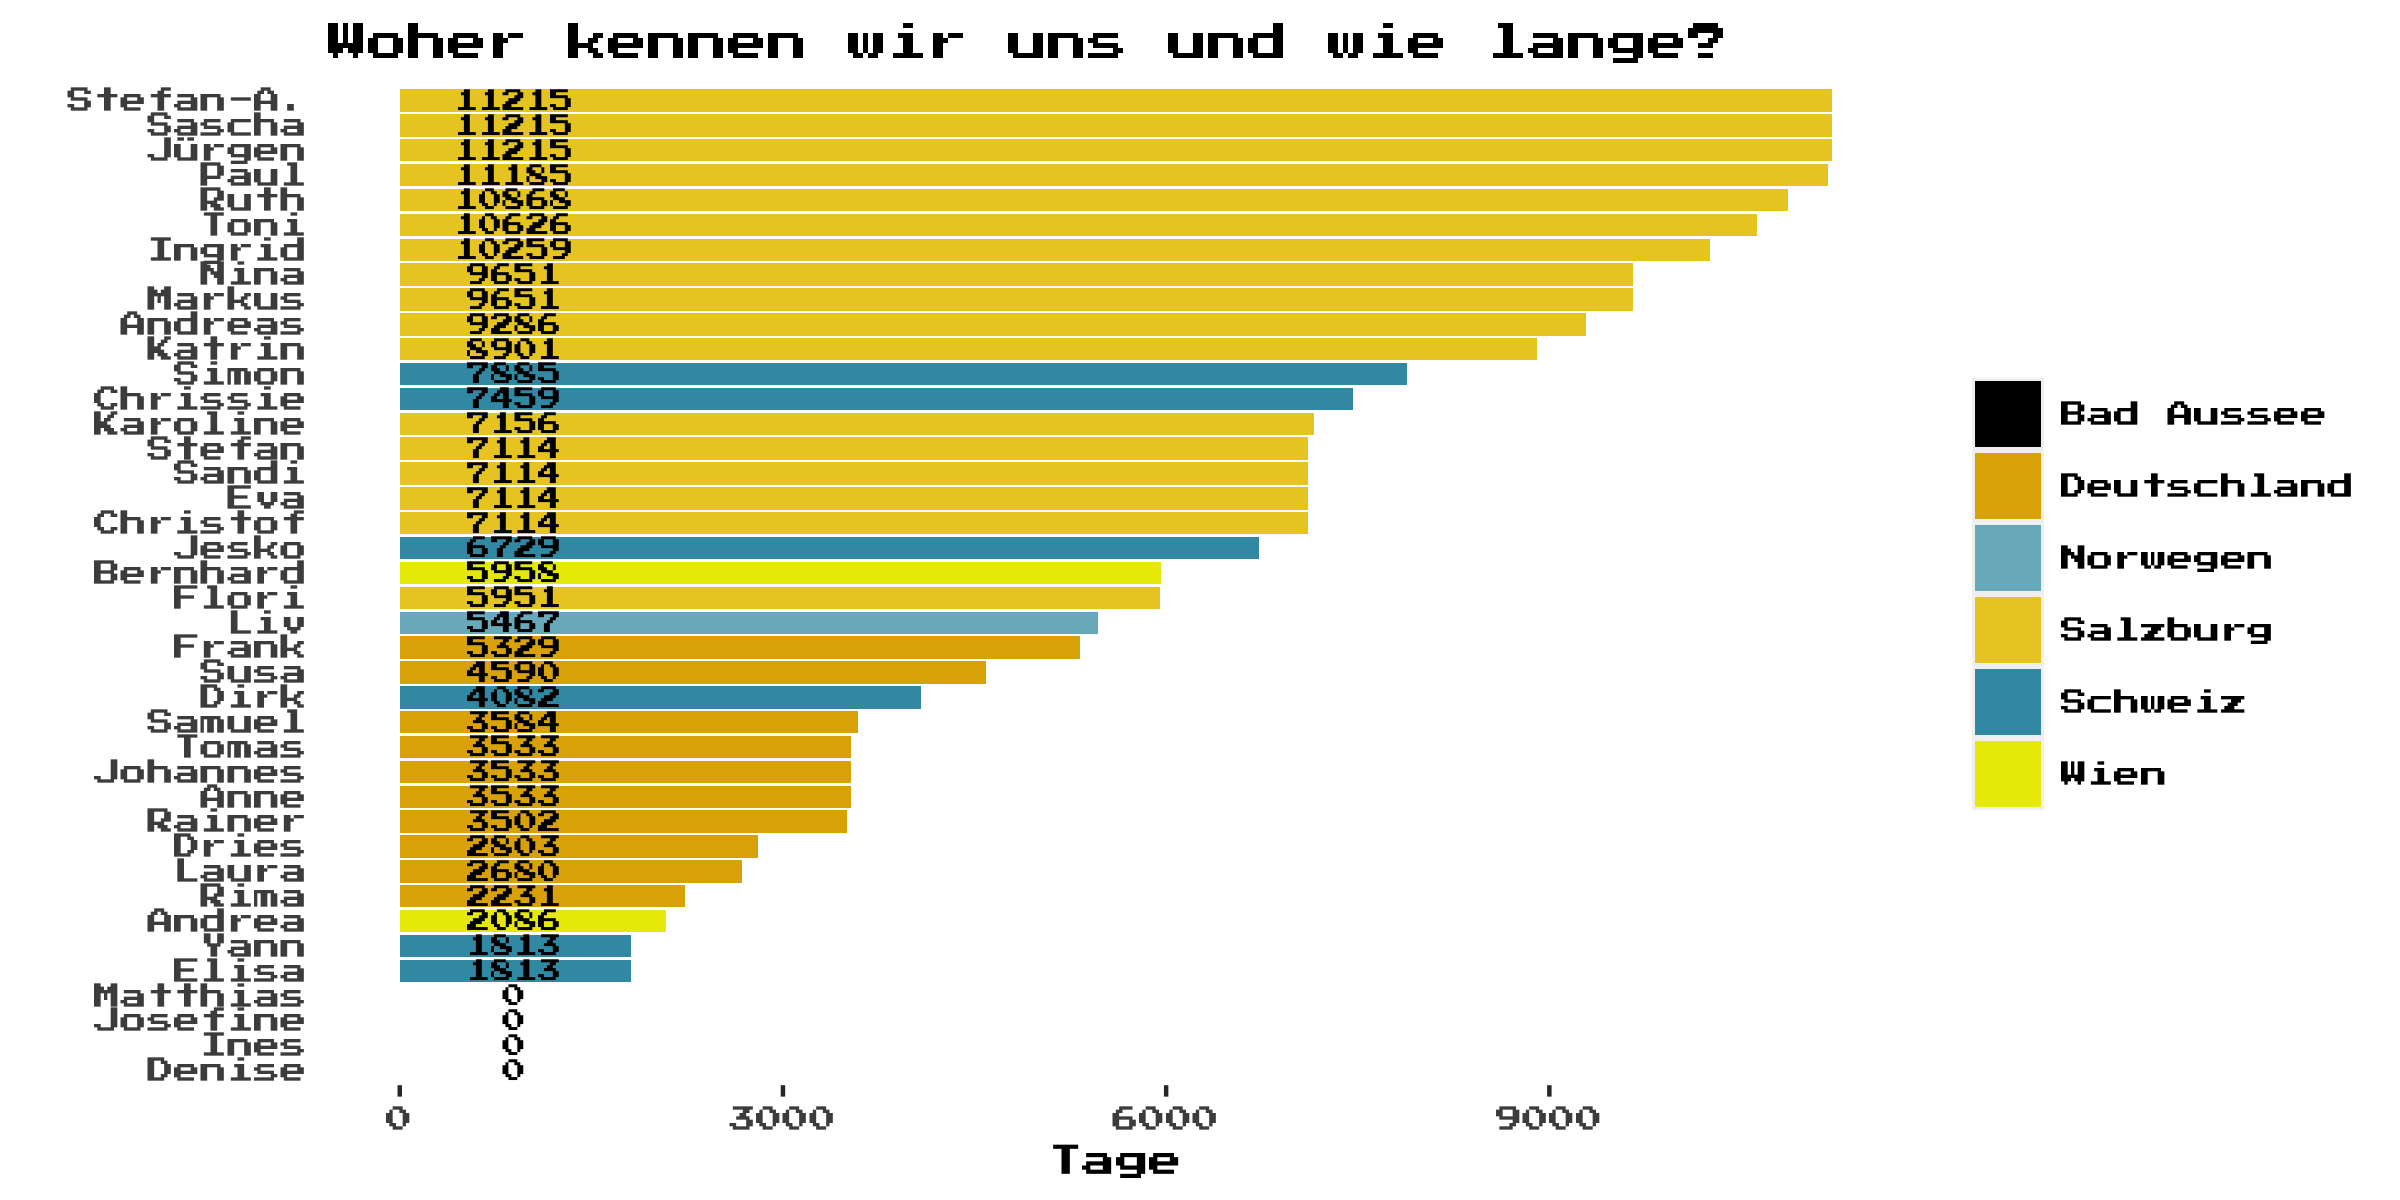 Woher kennen wir uns und wie lange?
Stefan-A. 11215
Sascha 11215
Jürgen 11215
Paul 11185
Ruth 10868
Toni 10626
Ingrid 10259
Nina 9651
Markus 9651
Andreas 9286
Katrin 8901
Simon 7885
Chrissie 7459
Karoline 7156
Stefan 7114
Sandi 7114
Eva 7114
Christof 7114
Jesko 6729
Bernhard 5958
Flori 5951
Liv 5467
Frank 5329
Susa 4590
Dirk 4082
Samuel 3584
Tomas 3533
Johannes 3533
Anne 3533
Rainer 3502
Dries 2803
Laura 2680
Rima 2231
Andrea 2086
Yann 1813
Elisa 1813
Matthias 0
Josefine 0
Ines 0
Denise 0
0 3000 6000 9000
Tage
Bad Aussee
Deutschland
Norwegen
Salzburg
Schweiz
Wien